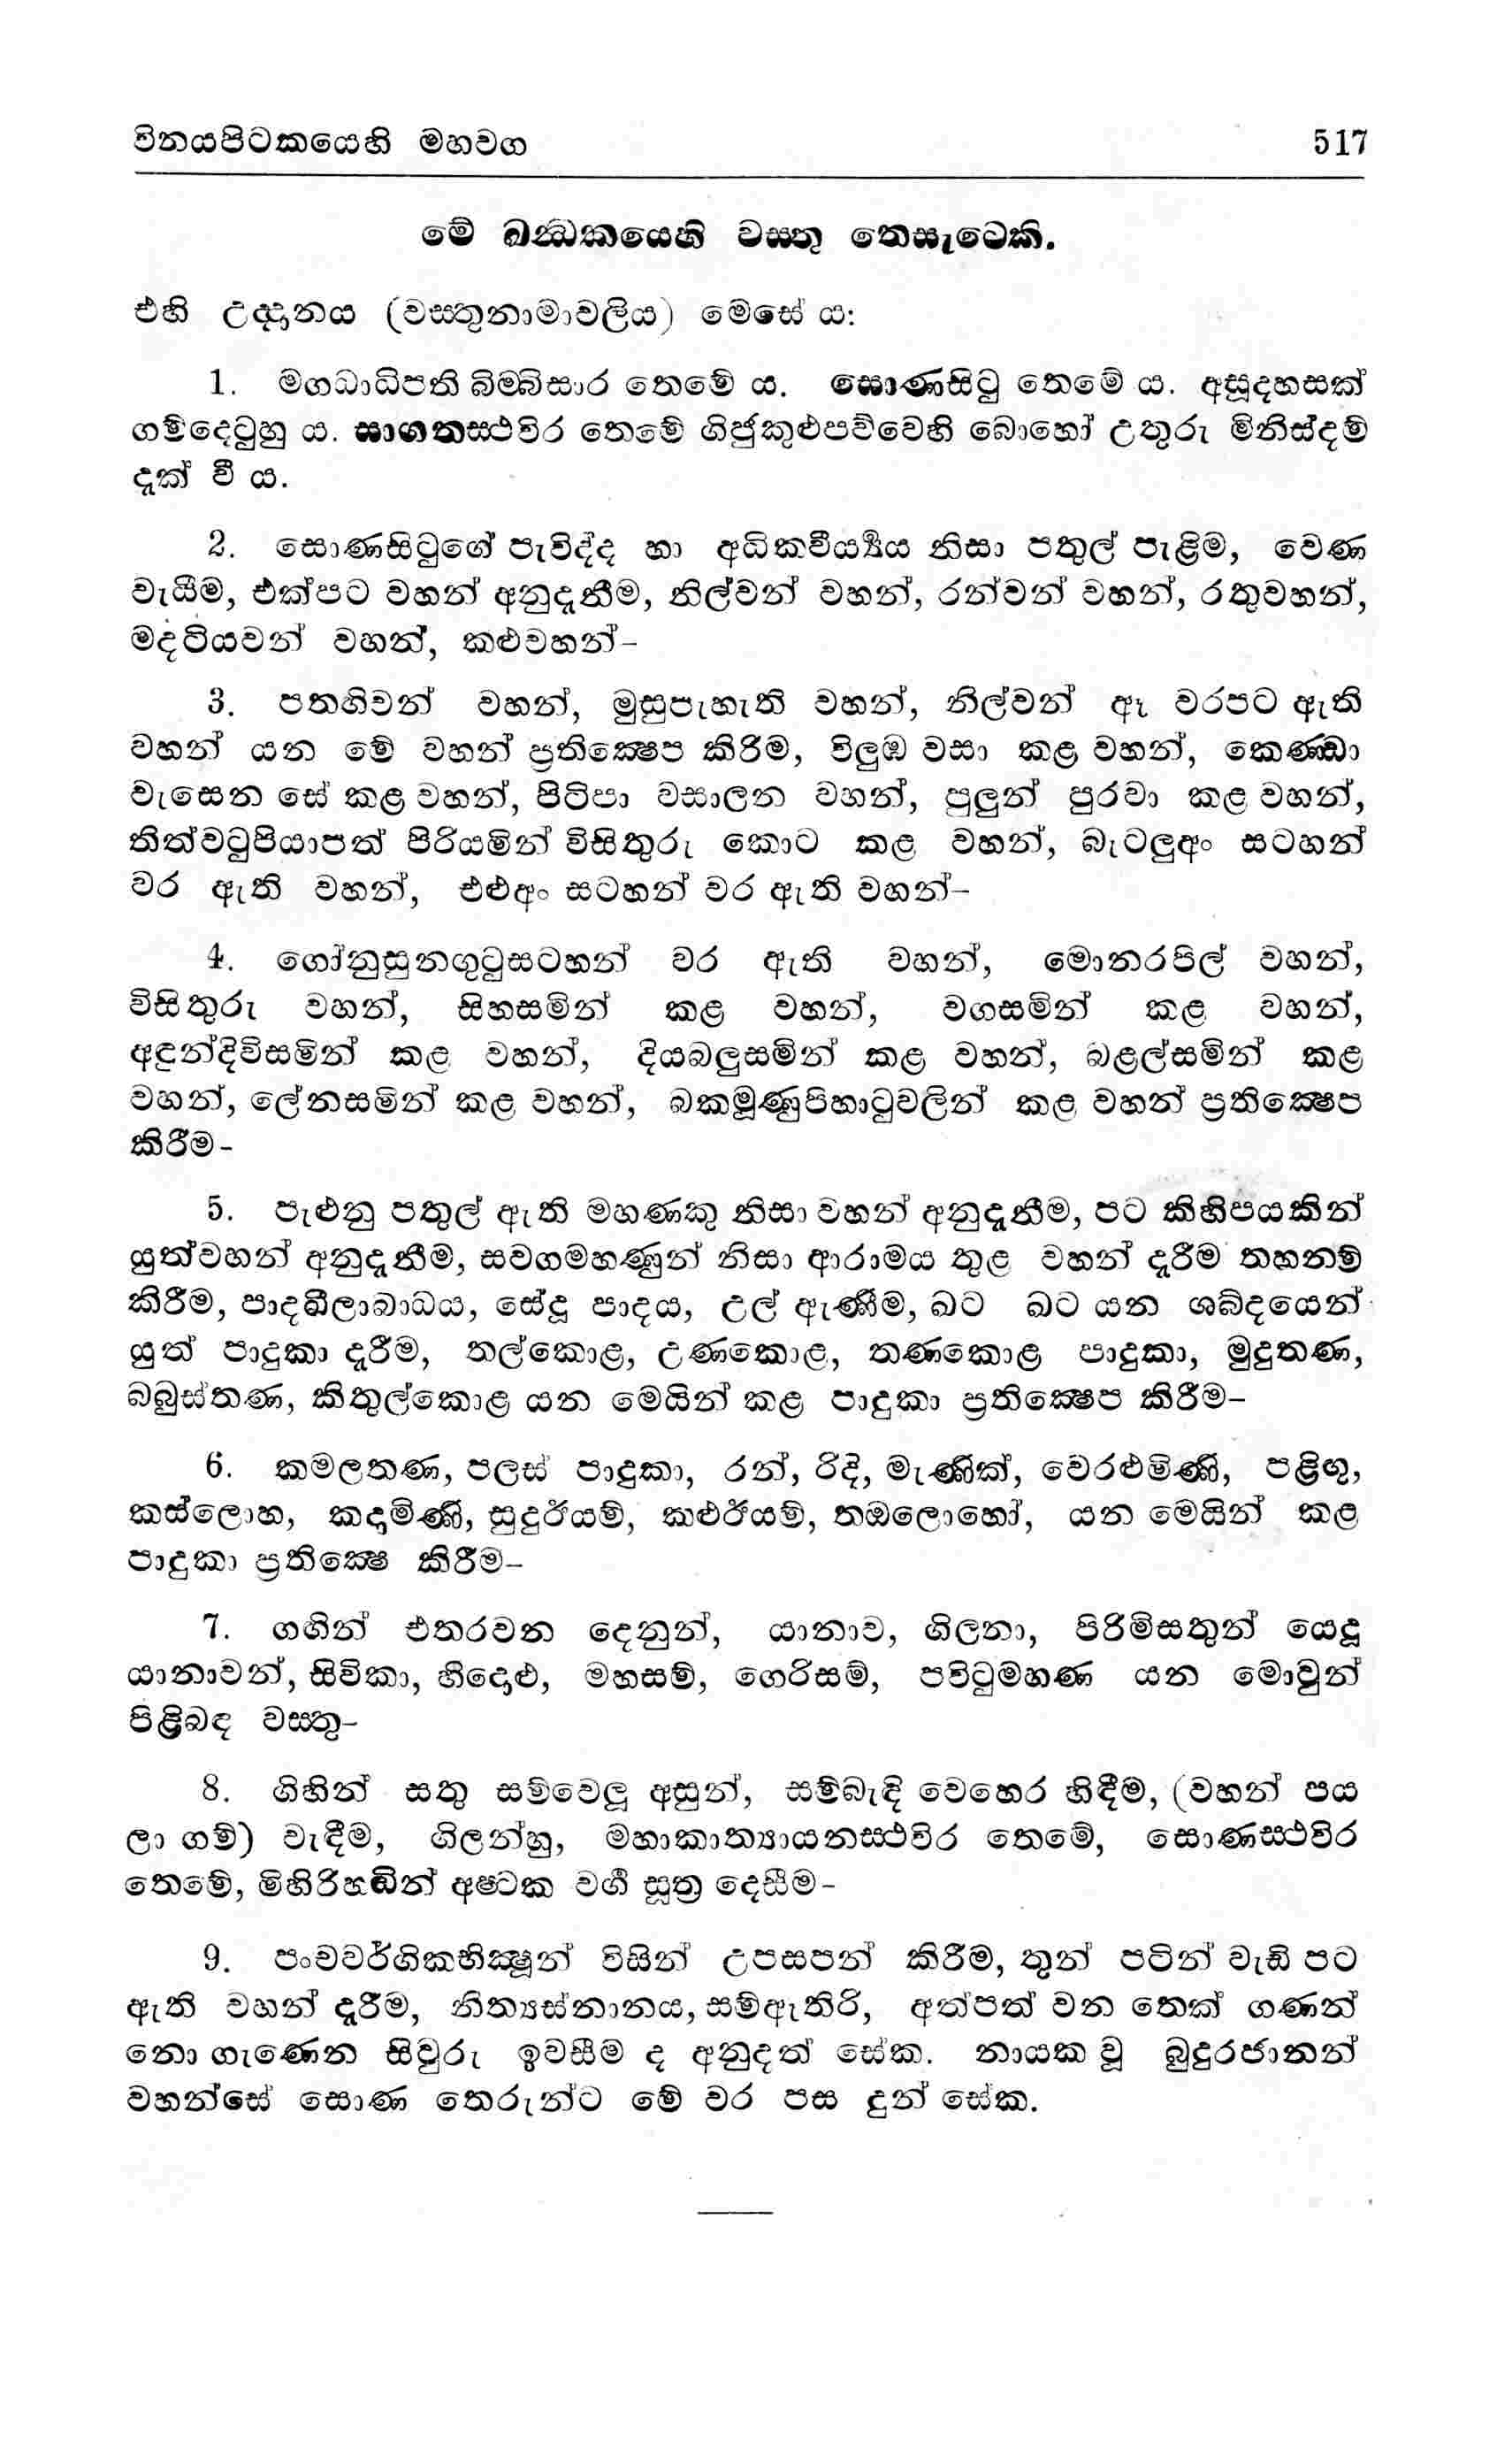 විනයපිටකයෙහි මහවග 517
මේ ඛන්‍ධකයෙහි වස්‍තු තෙසැටෙකි.
එහි උද්‍දානය (වස්‍තුනාමාවලිය) මෙසේ ය:
1. මගධාධිපති බිම්බිසාර තෙමේ ය. සොණසිටු තෙමේ ය. අසූදහසක්
ගම්දෙටුහු ය. සාගතස්‍ථවිර තෙමේ ගිජුකුළුපව්වෙහි බොහෝ උතුරු මිනිස්දම්
දැක් වී ය.
2. සොණසිටුගේ පැවිද්ද හා අධිකවීර්‍ය්‍යය නිසා පතුල් පැළිම, වෙණ
වැයීම, එක්පට වහන් අනුදැනීම, නිල්වන් වහන්, රන්වන් වහන්, රතුවහන්,
මදටියවන් වහන්, කළුවහන්-
3. පතඟිවන් වහන්, මුසුපැහැති වහන්, නිල්වන් ඈ වරපට ඇති
වහන් යන මේ වහන් ප්‍රතික්‍ෂෙප කිරිම, විලුඹ වසා කළ වහන්, කෙණ්ඩා
වැසෙන සේ කළ වහන්, පිටිපා වසාලන වහන්, පුලුන් පුරවා කළ වහන්,
තිත්වටුපියාපත් පිරියමින් විසිතුරු කොට කළ වහන්, බැටලුඅං සටහන්
වර ඇති වහන්, එළුඅං සටහන් වර ඇති වහන්-
4. ගෝනුසුනගුටුසටහන් වර ඇති වහන්, මොනරපිල් වහන්,
විසිතුරු වහන්, සිහසමින් කළ වහන්, වගසමින් කළ වහන්,
අඳුන්දිවිසමින් කළ වහන්, දියබලුසමින් කළ වහන්, බළල්සමින් කළ
වහන්, ලේනසමින් කළ වහන්, බකමූණුපිහාටුවලින් කළ වහන් ප්‍රතික්‍ෂෙප
කිරීම-
5. පැළුනු පතුල් ඇති මහණකු නිසා වහන් අනුදැනීම, පට කිහිපයකින්
යුත්වහන් අනුදැනීම, සවගමහණුන් නිසා ආරාමය තුළ වහන් දැරීම තහනම්
කිරීම, පාදඛීලාබාධය, සේදූ පාදය, උල් ඇණීම, ඛට ඛට යන ශබ්දයෙන්
යුත් පාදුකා දැරීම, තල්කොළ, උණකොළ, තණකොළ පාදුකා, මුදුතණ,
බබුස්තණ, කිතුල්කොළ යන මෙයින් කළ පාදුකා ප්‍රතික්‍ෂෙප කිරීම-
6. කමලතණ, පලස් පාදුකා, රන්, රිදි, මැණික්, වෙරළුමිණි, පළිඟු,
කස්ලොහ, කදාමිණි, සුදුඊයම්, කළුඊයම්, තඹලොහෝ, යන මෙයින් කළ
පාදුකා ප්‍රතික්‍ෂෙ කිරීම-
7. ගඟින් එතරවන දෙනුන්, යානාව, ගිලනා, පිරිමිසතුන් යෙදූ
යානාවන්, සිවිකා, හිදොළු, මහසම්, ගෙරිසම්, පවිටුමහණ යන මොවුන්
පිළිබඳ වස්‍තු-
8. ගිහින් සතු සම්වෙලූ අසුන්, සම්බැඳි වෙහෙර හිඳීම, (වහන් පය
ලා ගම්) වැඳීම, ගිලන්හු, මහාකාත්‍යායනස්‍ථවිර තෙමේ, සොණස්‍ථවිර
තෙමේ, මිහිරිහඬින් අෂ්ටක වර්‍ග සූත්‍ර දෙසීම-
9. පංචවර්ගිකභික්‍ෂූන් විසින් උපසපන් කිරීම, තුන් පටින් වැඩි පට
ඇති වහන් දැරීම, නිත්‍යස්නානය, සම්ඇතිරි, අත්පත් වන තෙක් ගණන්
නො ගැණෙන සිවුරු ඉවසීම ද අනුදත් සේක. නායක වූ බුදුරජානන්
වහන්සේ සොණ තෙරුන්ට මේ වර පස දුන් සේක.